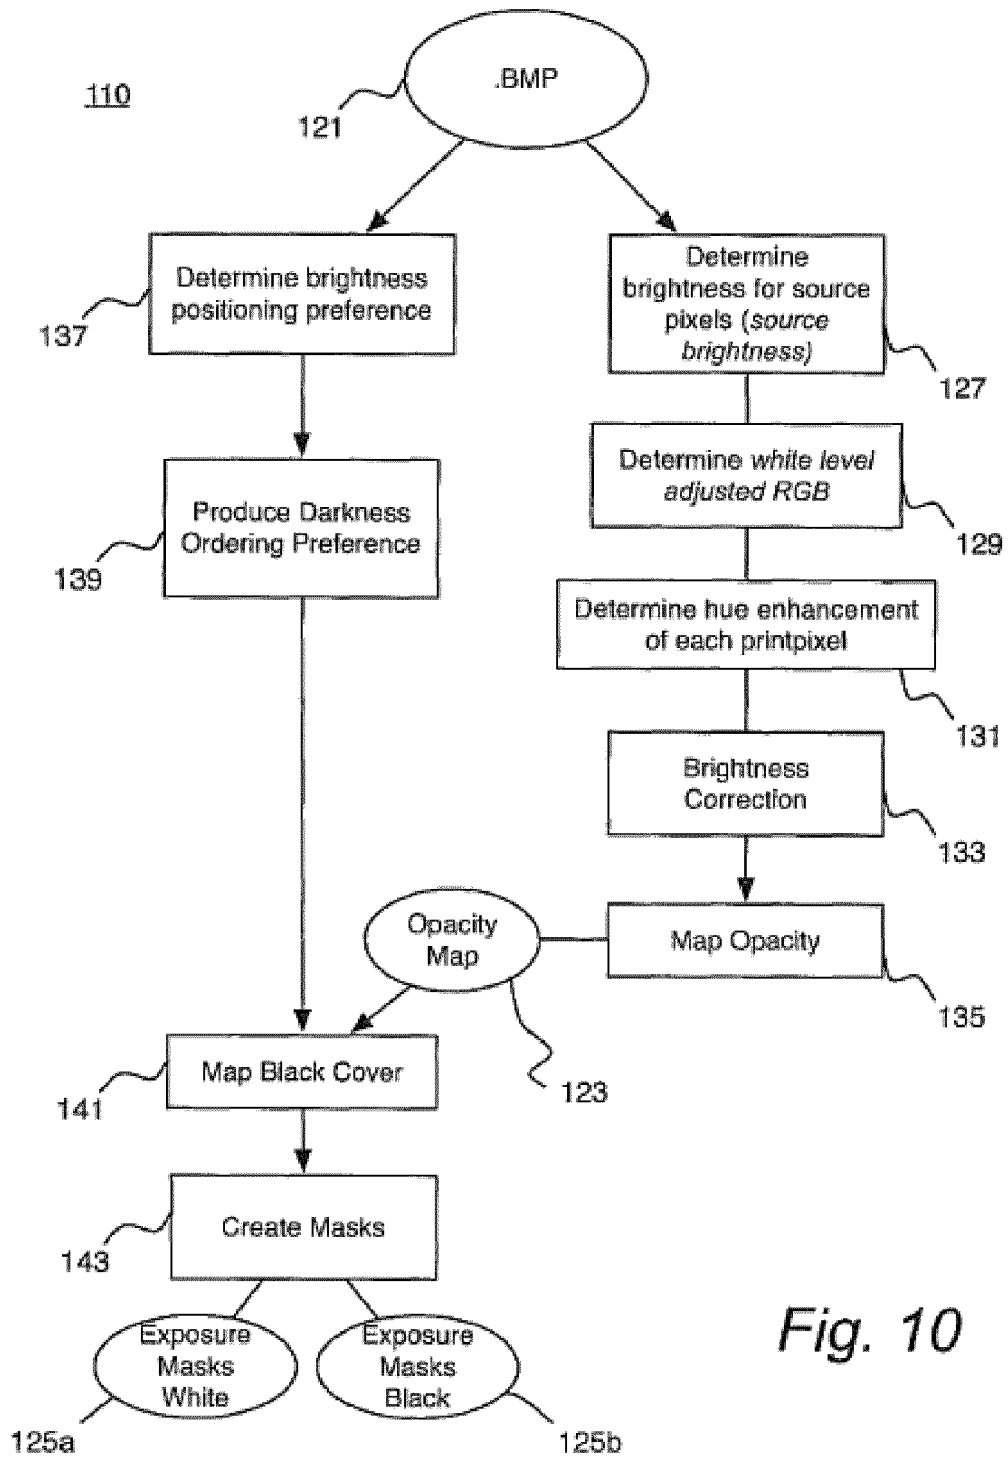 .BMP
110
121
Determine brightness
positioning preference
137
Determine
brightness for source
pixels (source
brightness)
127
Determine white level
adjusted RGB
129
Produce Darkness
Ordering Preference
139
Determine hue enhancement
of each printpixel
131
Brightness
Correction
133
Opacity
Map
123
Map Opacity
135
Map Black Cover
141
Create Masks
143
Exposure
Masks
White
125a
Exposure
Masks
Black
125b
Fig. 10